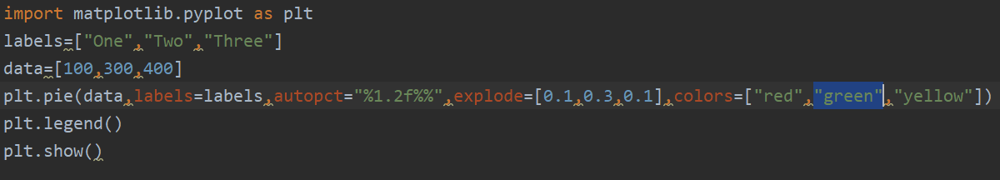 import matplotlib.pyplot as plt
labels=["One","Two","Three"]
data=[100,300,400]
plt.pie(data,labels=labels,autopct="%1.2f%%",explode=[0.1,0.3,0.1],colors=["red","green","yellow"])
plt.legend()
plt.show()